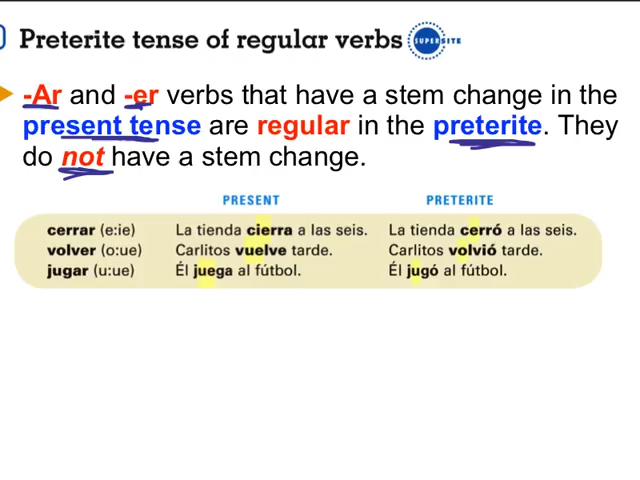 Preterite tense of regular verbs SUPERSITE
-Ar and -er verbs that have a stem change in the
present tense are regular in the preterite. They
do not have a stem change.
PRESENT PRETERITE
cerrar (e:ie) La tienda cierra a las seis. La tienda cerró a las seis.
volver (o:ue) Carlitos vuelve tarde. Carlitos volvió tarde.
jugar (u:ue) Él juega al fútbol. Él jugó al fútbol.